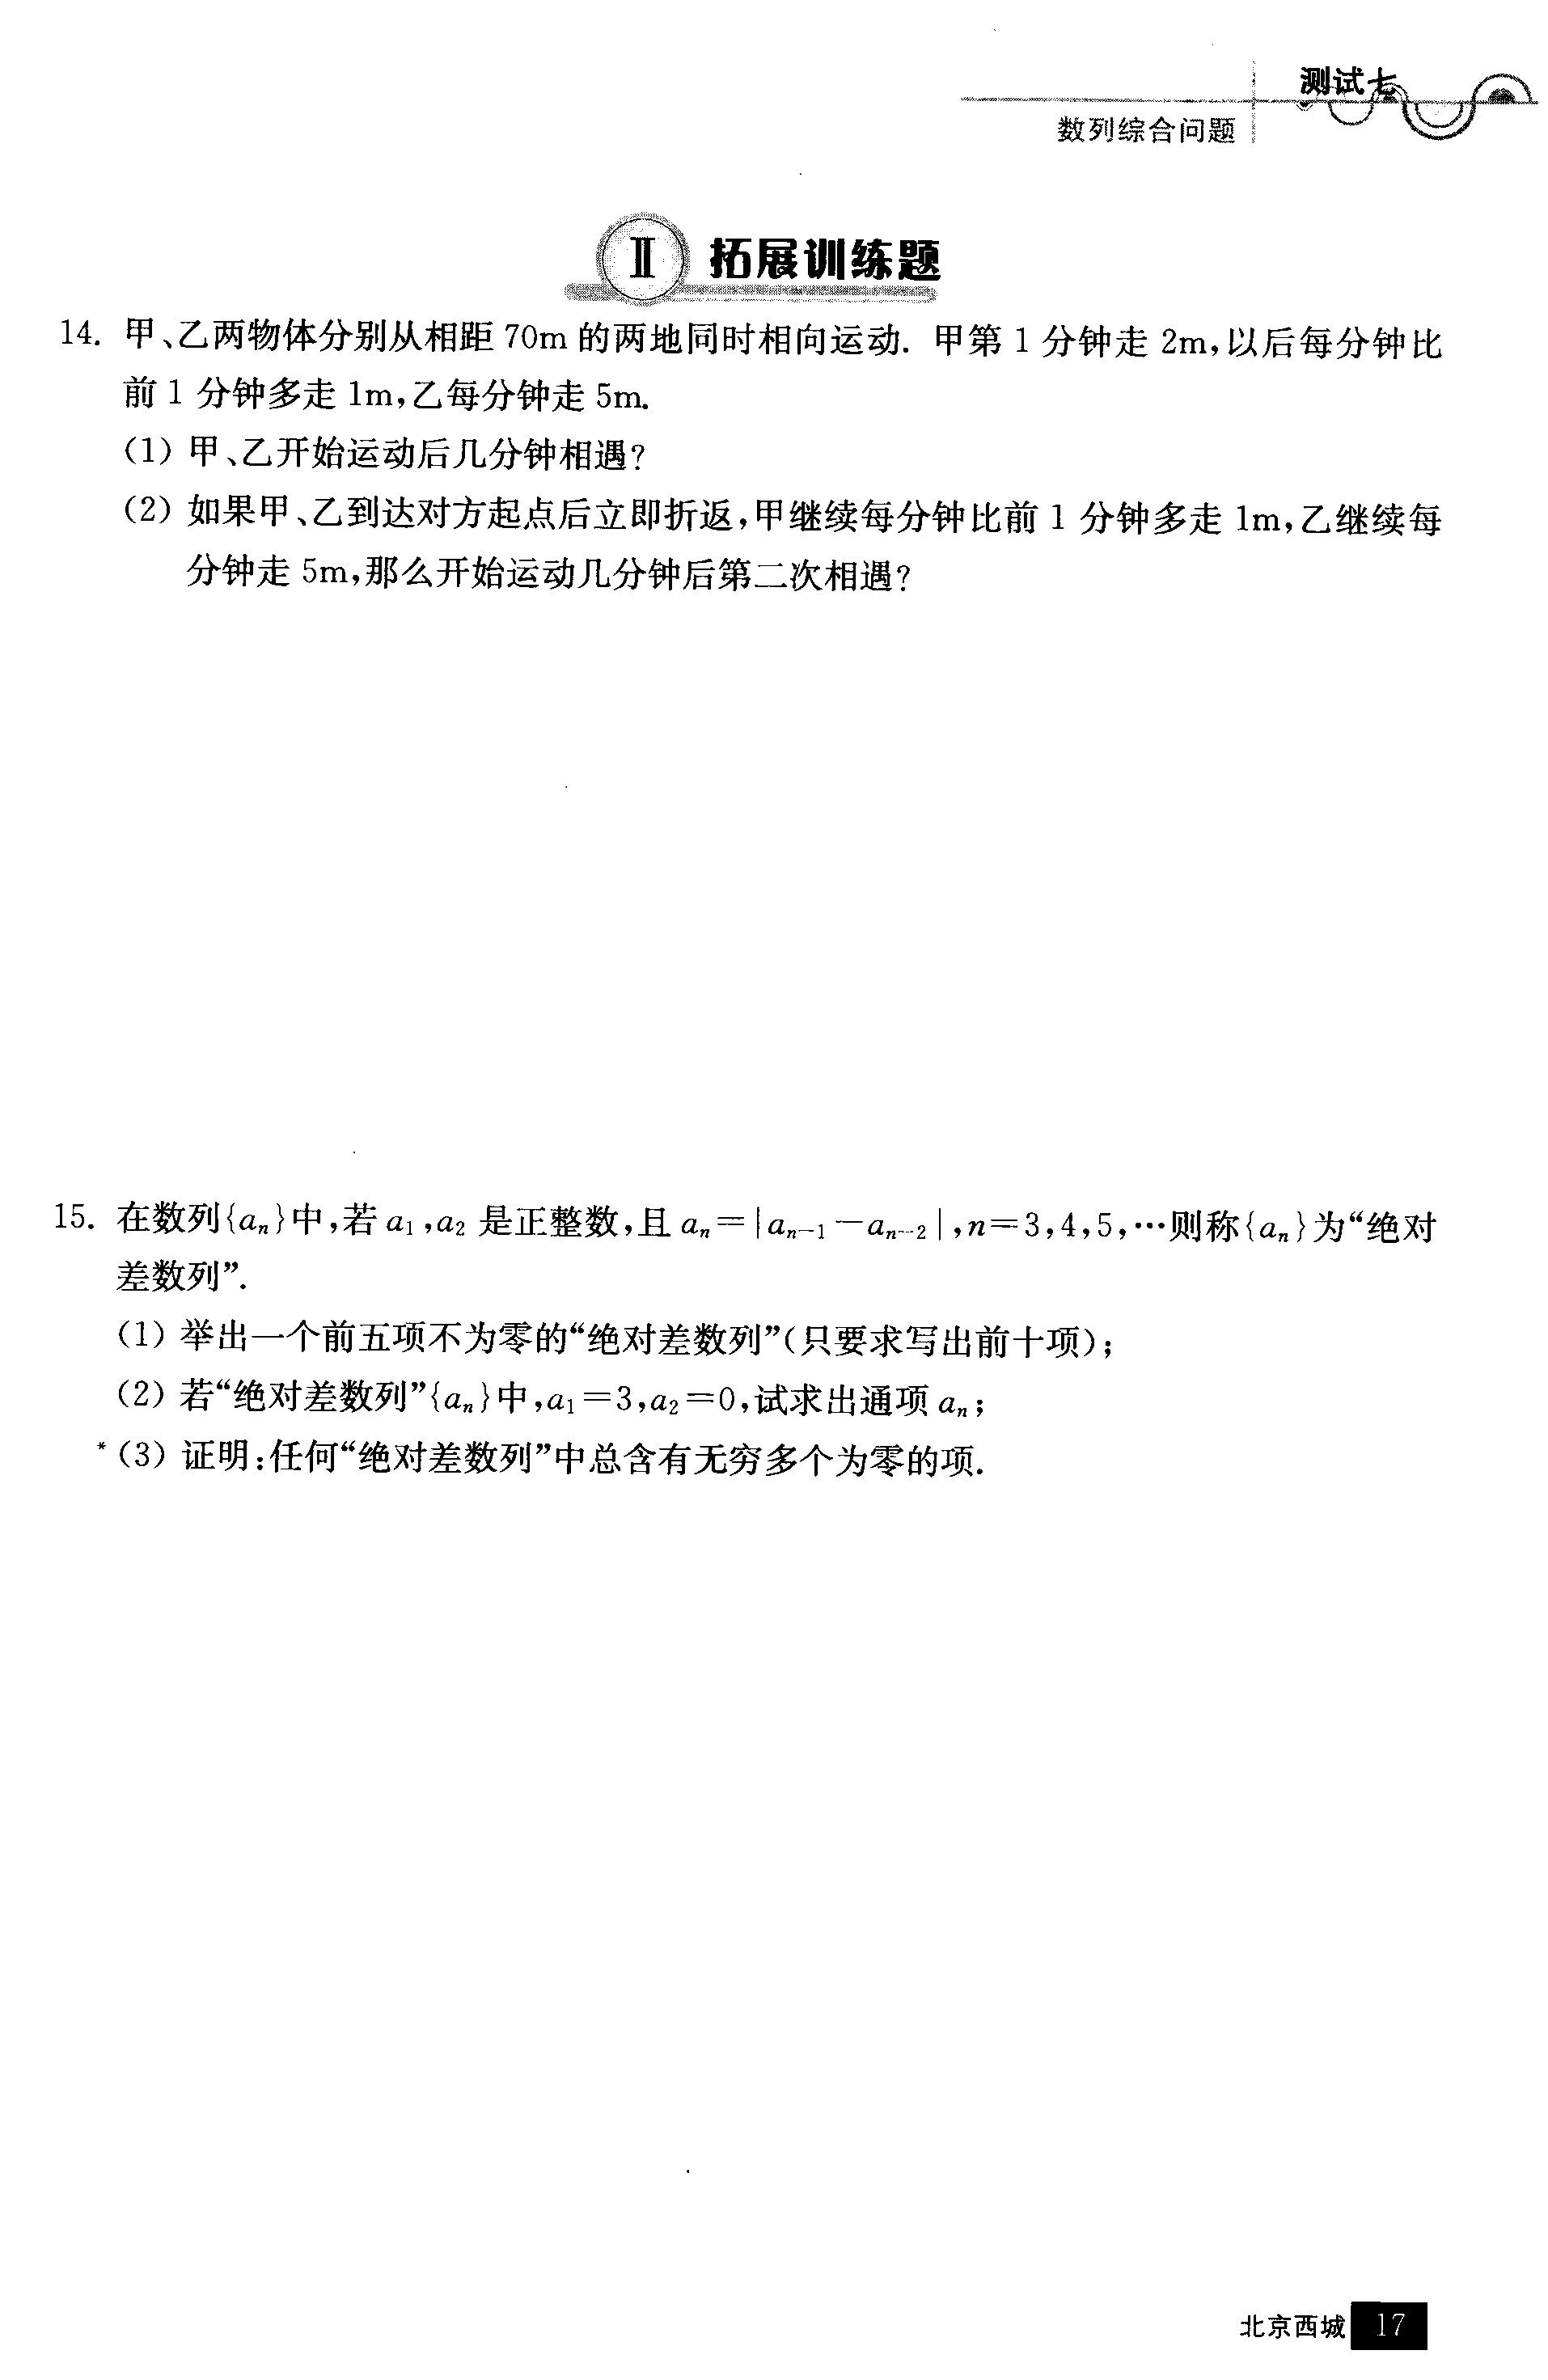 测试七
数列综合问题
Ⅱ 拓展训练题
14. 甲、乙两物体分别从相距 70m 的两地同时相向运动. 甲第 1 分钟走 2m,以后每分钟比
前 1 分钟多走 1m,乙每分钟走 5m.
(1) 甲、乙开始运动后几分钟相遇?
(2) 如果甲、乙到达对方起点后立即折返,甲继续每分钟比前 1 分钟多走 1m,乙继续每
分钟走 5m,那么开始运动几分钟后第二次相遇?
15. 在数列{aₙ}中,若 a₁,a₂ 是正整数,且 aₙ=|aₙ₋₁−aₙ₋₂|,n=3,4,5,…则称{aₙ}为“绝对
差数列”.
(1) 举出一个前五项不为零的“绝对差数列”(只要求写出前十项);
(2) 若“绝对差数列”{aₙ}中,a₁=3,a₂=0,试求出通项 aₙ;
*(3) 证明:任何“绝对差数列”中总含有无穷多个为零的项.
北京西城 17